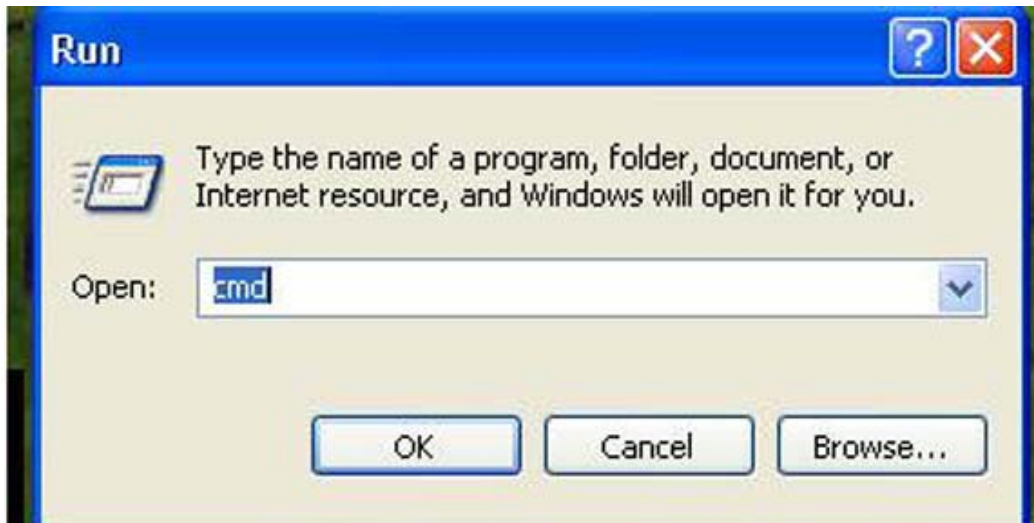 Run
Type the name of a program, folder, document, or
Internet resource, and Windows will open it for you.
Open: cmd
OK Cancel Browse...